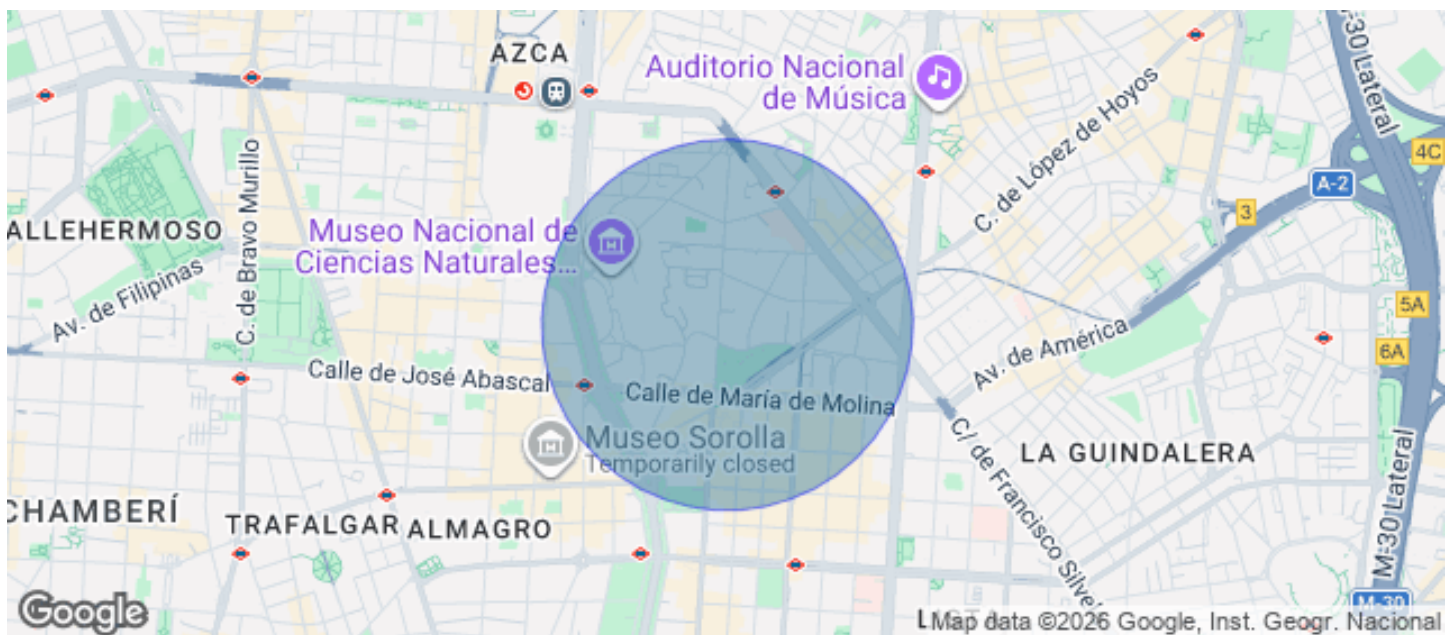 AZCA
Auditorio Nacional
de Música
C. de López de Hoyos
M-30 Lateral
4C
A-2
3
ALLEHERMOSO
C. de Bravo Murillo
Museo Nacional de
Ciencias Naturales...
Av. de Filipinas
5A
6A
Av. de América
Calle de José Abascal
Calle de María de Molina
Museo Sorolla
Temporarily closed
LA GUINDALERA
C/ de Francisco Silvel
M-30 Lateral
CHAMBERÍ
TRAFALGAR
ALMAGRO
M-30
Google
Map data ©2026 Google, Inst. Geogr. Nacional